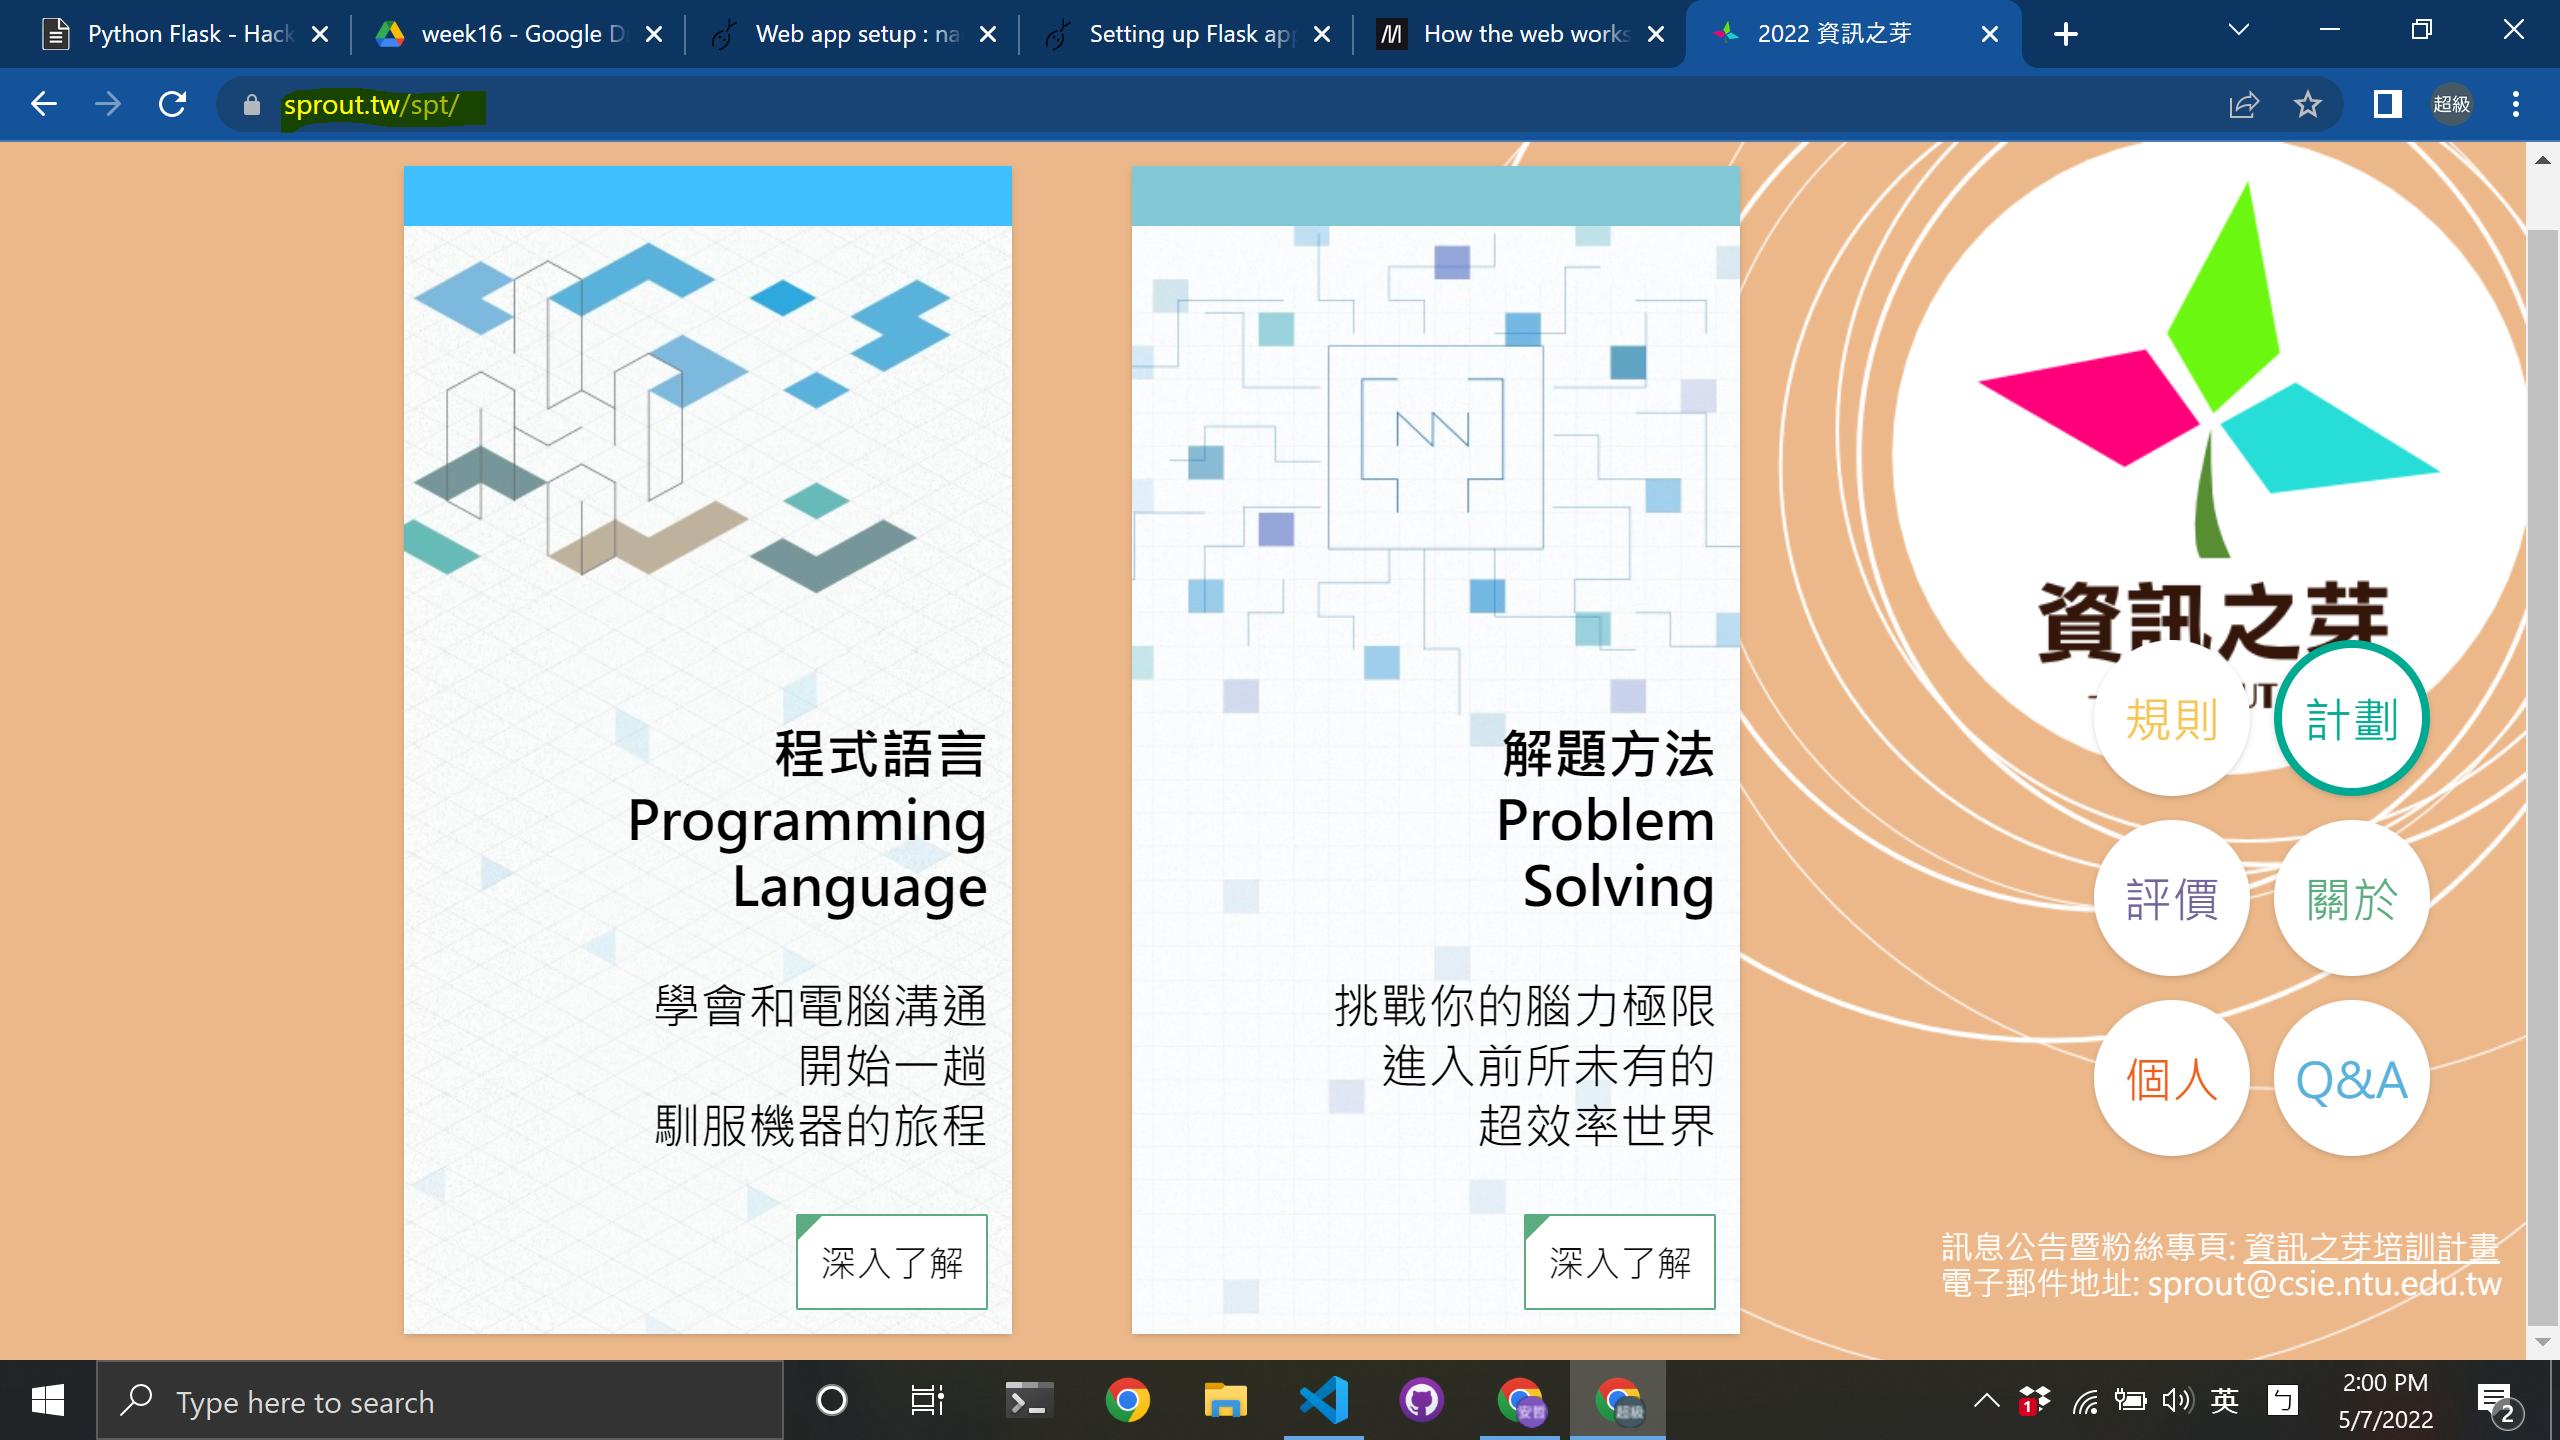 Python Flask - Hack
week16 - Google D
Web app setup : na
Setting up Flask app
How the web works
2022 資訊之芽
sprout.tw/spt/
超級
程式語言
Programming
Language
學會和電腦溝通
開始一趟
馴服機器的旅程
深入了解
解題方法
Problem
Solving
挑戰你的腦力極限
進入前所未有的
超效率世界
深入了解
資訊之芽
UT
規則
計劃
評價
關於
個人
Q&A
訊息公告暨粉絲專頁: 資訊之芽培訓計畫
電子郵件地址: sprout@csie.ntu.edu.tw
Type here to search
安哲
超級
1
英
ㄅ
2:00 PM
5/7/2022
2